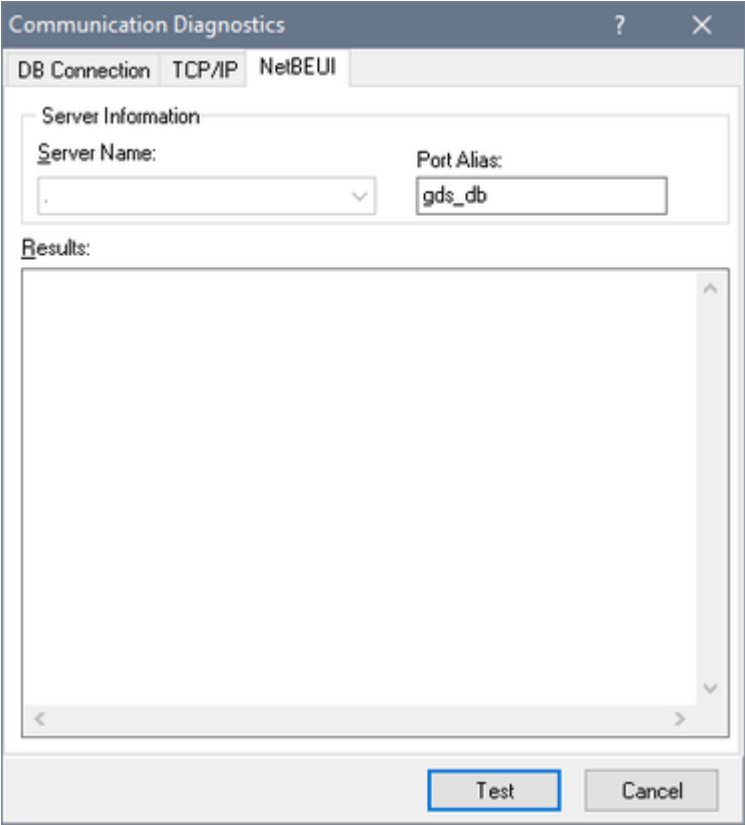 Communication Diagnostics
DB Connection TCP/IP NetBEUI
Server Information
Server Name: Port Alias:
. gds_db
Results:
Test Cancel